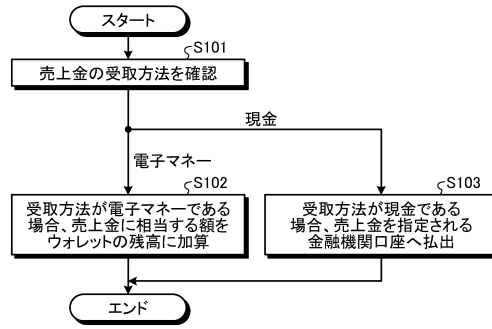 スタート
S101
売上金の受取方法を確認
現金
電子マネー
S102
受取方法が電子マネーである
場合、売上金に相当する額を
ウォレットの残高に加算
S103
受取方法が現金である
場合、売上金を指定される
金融機関口座へ払出
エンド